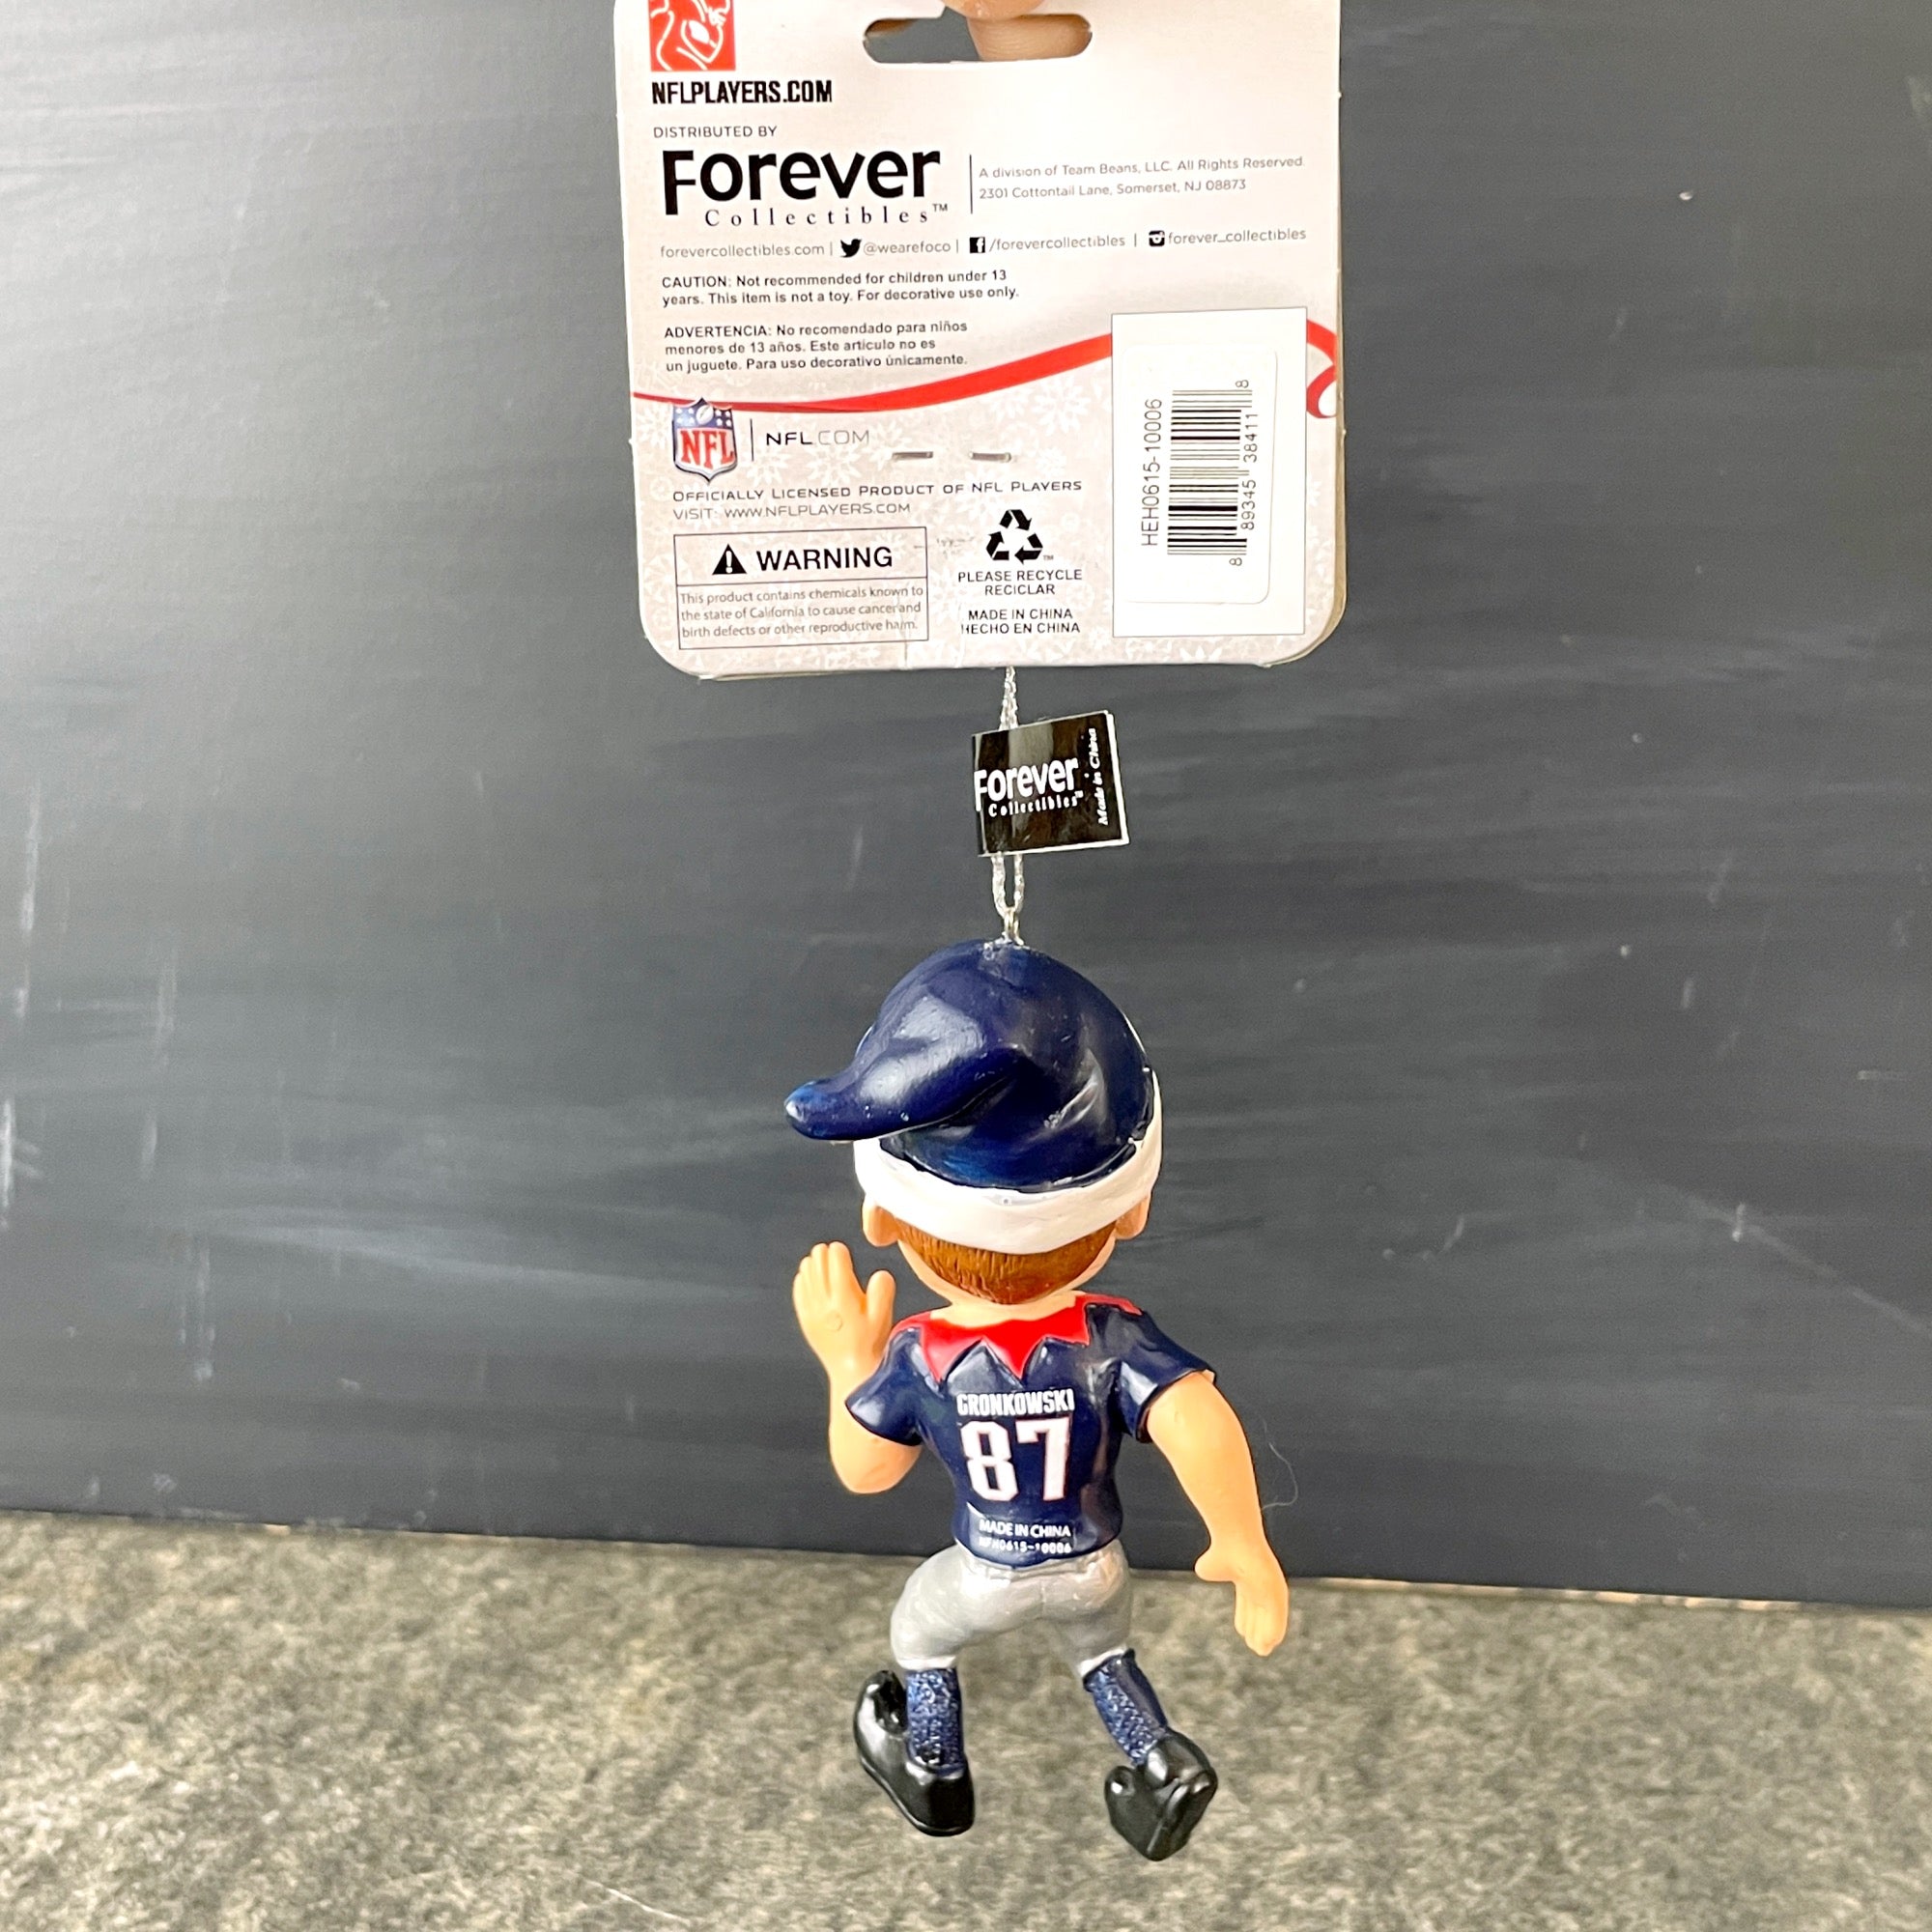 NFLPLAYERS.COM
DISTRIBUTED BY
Forever
Collectibles™
A division of Team Beans, LLC. All Rights Reserved.
2301 Cottontail Lane, Somerset, NJ 08873
forevercollectibles.com | @wearefoco | /forevercollectibles | forever_collectibles
CAUTION: Not recommended for children under 13
years. This item is not a toy. For decorative use only.
ADVERTENCIA: No recomendado para niños
menores de 13 años. Este artículo no es
un juguete. Para uso decorativo únicamente.
NFL
NFL.COM
OFFICIALLY LICENSED PRODUCT OF NFL PLAYERS
VISIT: WWW.NFLPLAYERS.COM
WARNING
This product contains chemicals known to
the state of California to cause cancer and
birth defects or other reproductive harm.
PLEASE RECYCLE
RECICLAR
MADE IN CHINA
HECHO EN CHINA
HEH0615-10006
8 89345 38411 8
Forever
Collectibles™
Made in China
GRONKOWSKI
87
MADE IN CHINA